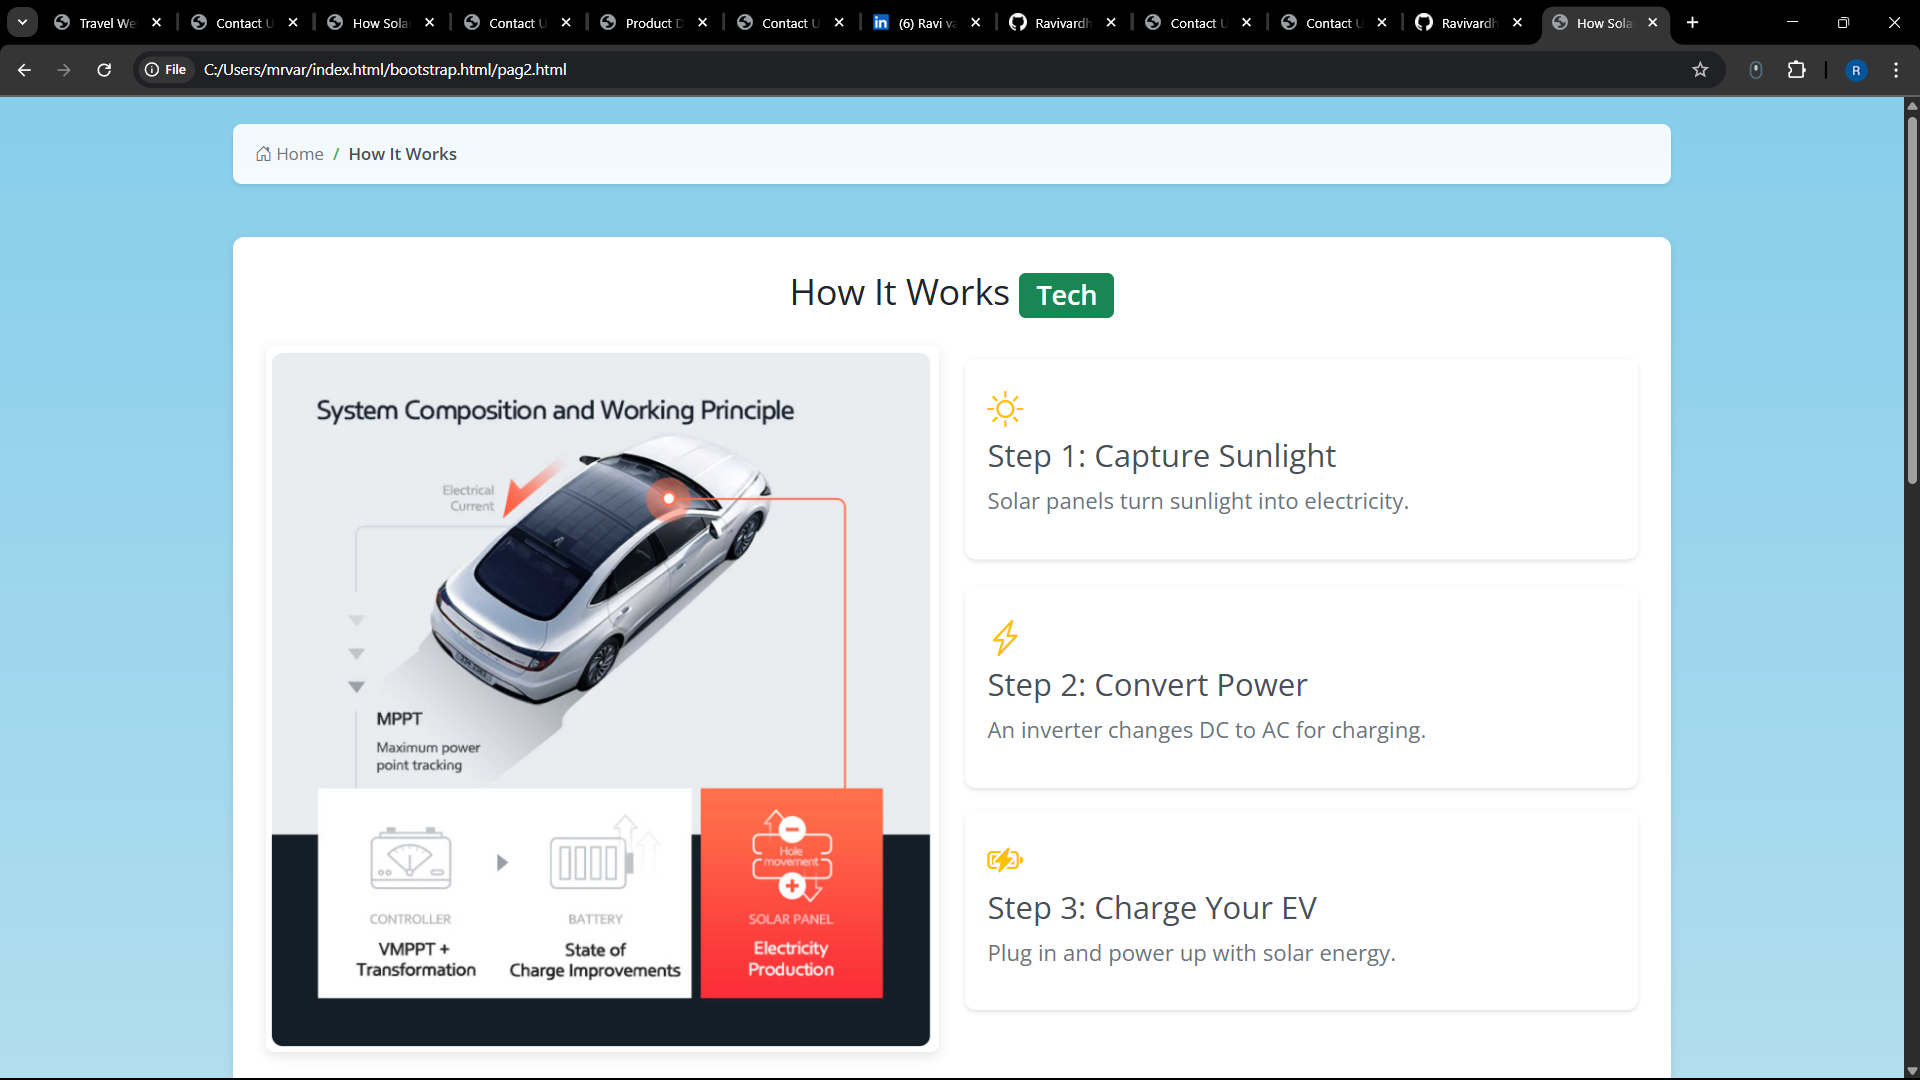 Travel We
Contact U
How Sola
Contact U
Product D
Contact U
in (6) Ravi va
Ravivardh
Contact U
Contact U
Ravivardh
How Sola
File
C:/Users/mrvar/index.html/bootstrap.html/pag2.html
R
Home / How It Works
How It Works Tech
System Composition and Working Principle
Electrical
Current
MPPT
Maximum power
point tracking
CONTROLLER
VMPPT +
Transformation
BATTERY
State of
Charge Improvements
Hole
movement
SOLAR PANEL
Electricity
Production
Step 1: Capture Sunlight
Solar panels turn sunlight into electricity.
Step 2: Convert Power
An inverter changes DC to AC for charging.
Step 3: Charge Your EV
Plug in and power up with solar energy.